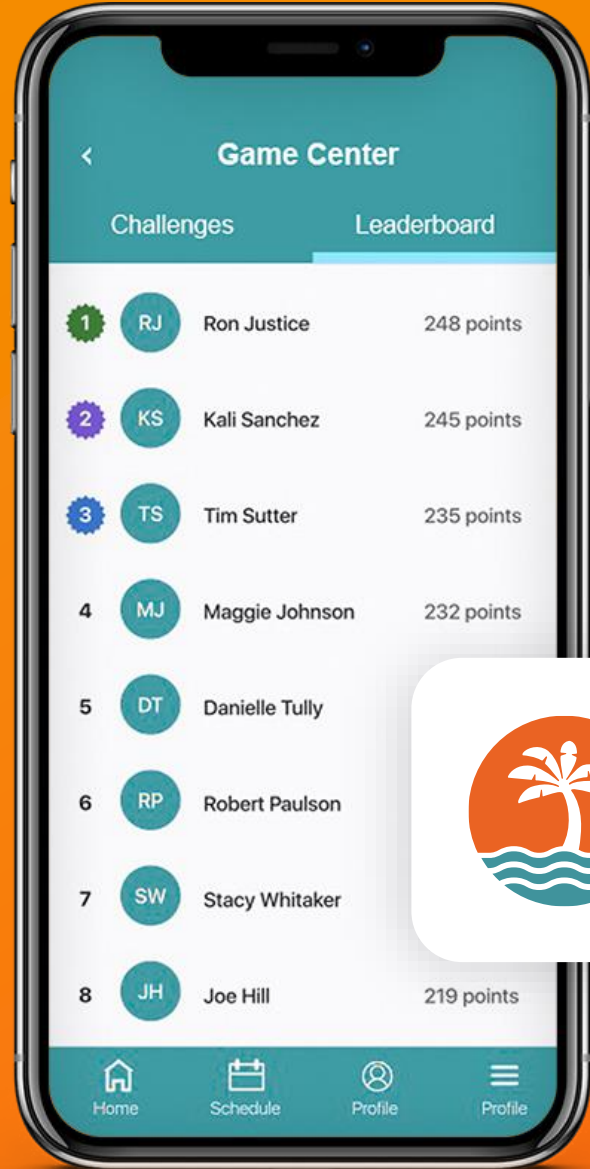 Game Center
Challenges Leaderboard
1 RJ Ron Justice 248 points
2 KS Kali Sanchez 245 points
3 TS Tim Sutter 235 points
4 MJ Maggie Johnson 232 points
5 DT Danielle Tully
6 RP Robert Paulson
7 SW Stacy Whitaker
8 JH Joe Hill 219 points
Home Schedule Profile Profile